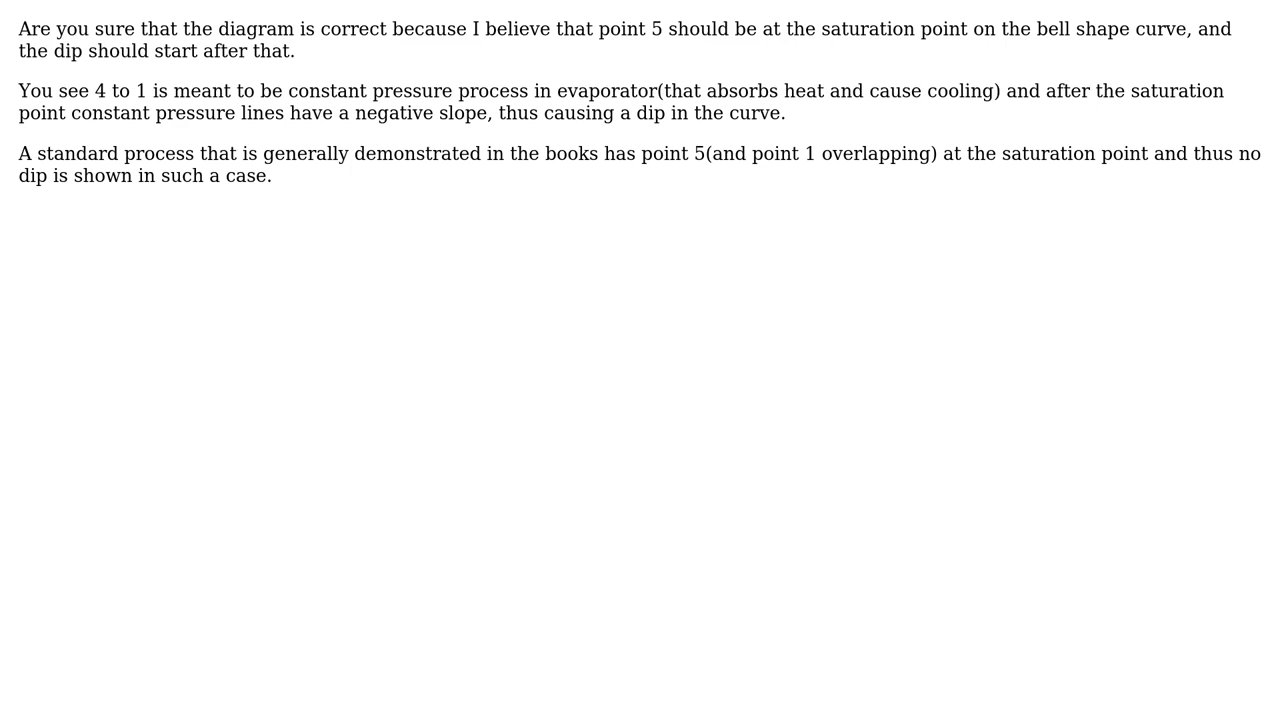 Are you sure that the diagram is correct because I believe that point 5 should be at the saturation point on the bell shape curve, and
the dip should start after that.
You see 4 to 1 is meant to be constant pressure process in evaporator(that absorbs heat and cause cooling) and after the saturation
point constant pressure lines have a negative slope, thus causing a dip in the curve.
A standard process that is generally demonstrated in the books has point 5(and point 1 overlapping) at the saturation point and thus no
dip is shown in such a case.